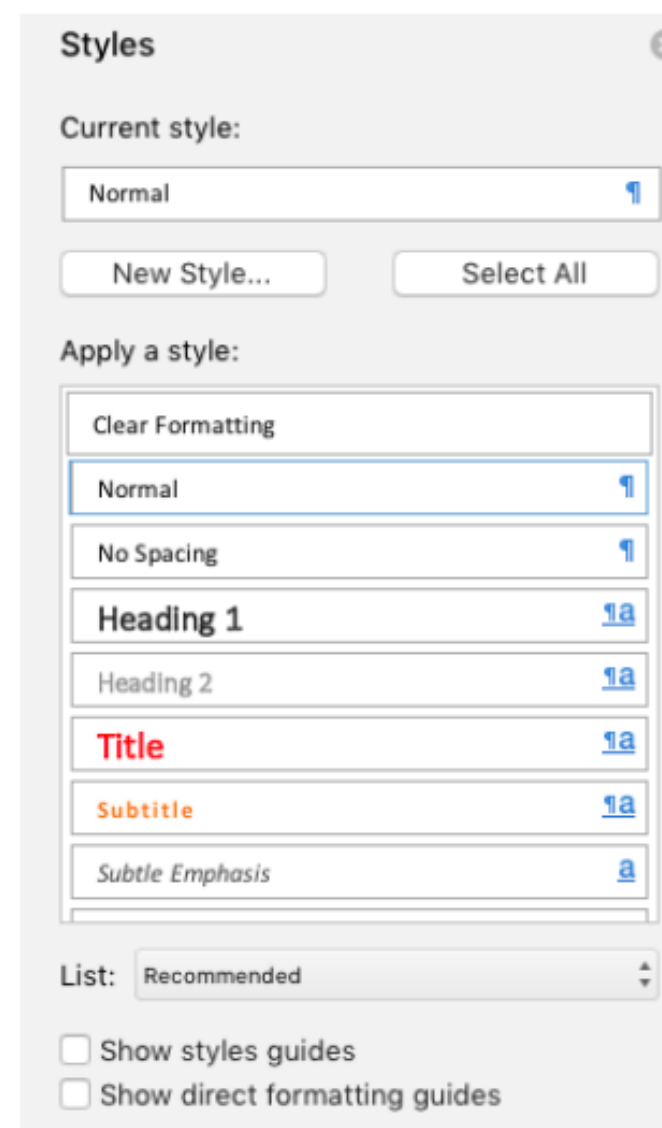 Styles
Current style:
Normal ¶
New Style... Select All
Apply a style:
Clear Formatting
Normal ¶
No Spacing ¶
Heading 1 ¶a
Heading 2 ¶a
Title ¶a
Subtitle ¶a
Subtle Emphasis a
List: Recommended
Show styles guides
Show direct formatting guides